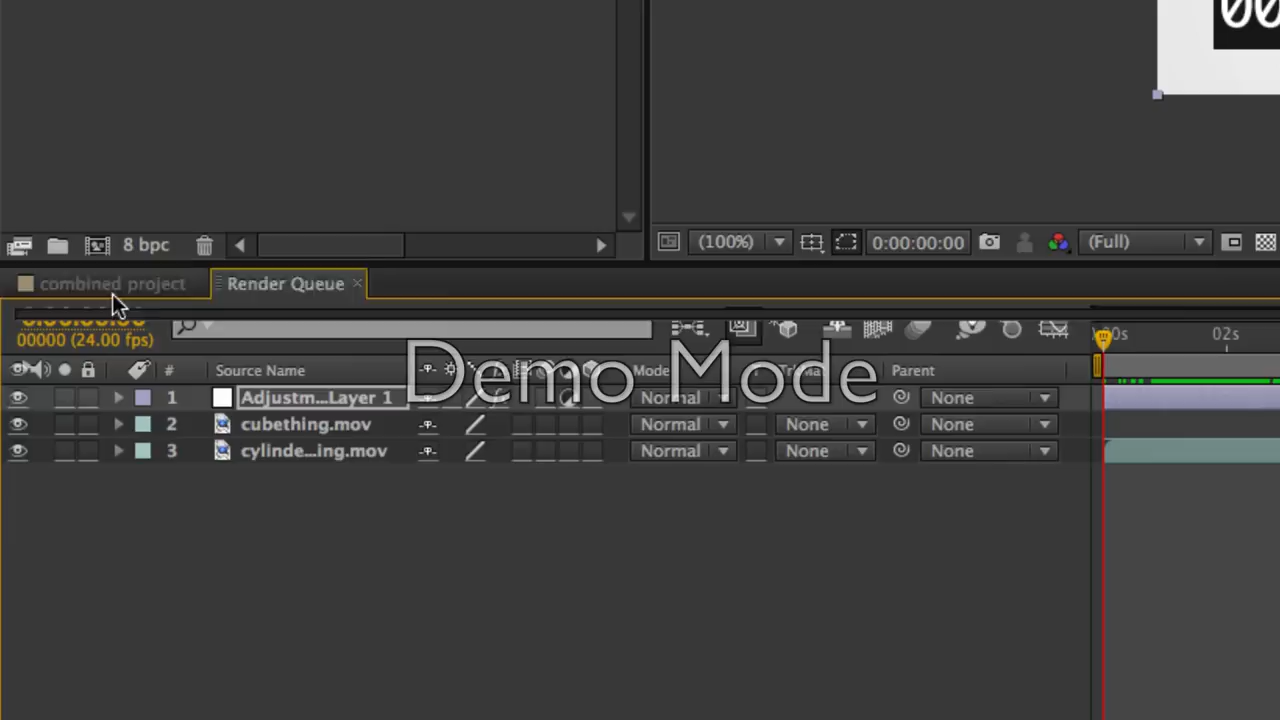 00
8 bpc
(100%)
0:00:00:00
(Full)
combined project
Render Queue
00000 (24.00 fps)
00s
02s
#
Source Name
Mode
Parent
Demo Mode
1
Adjustm...Layer 1
Normal
None
2
cubething.mov
Normal
None
None
3
cylinde...ing.mov
Normal
None
None